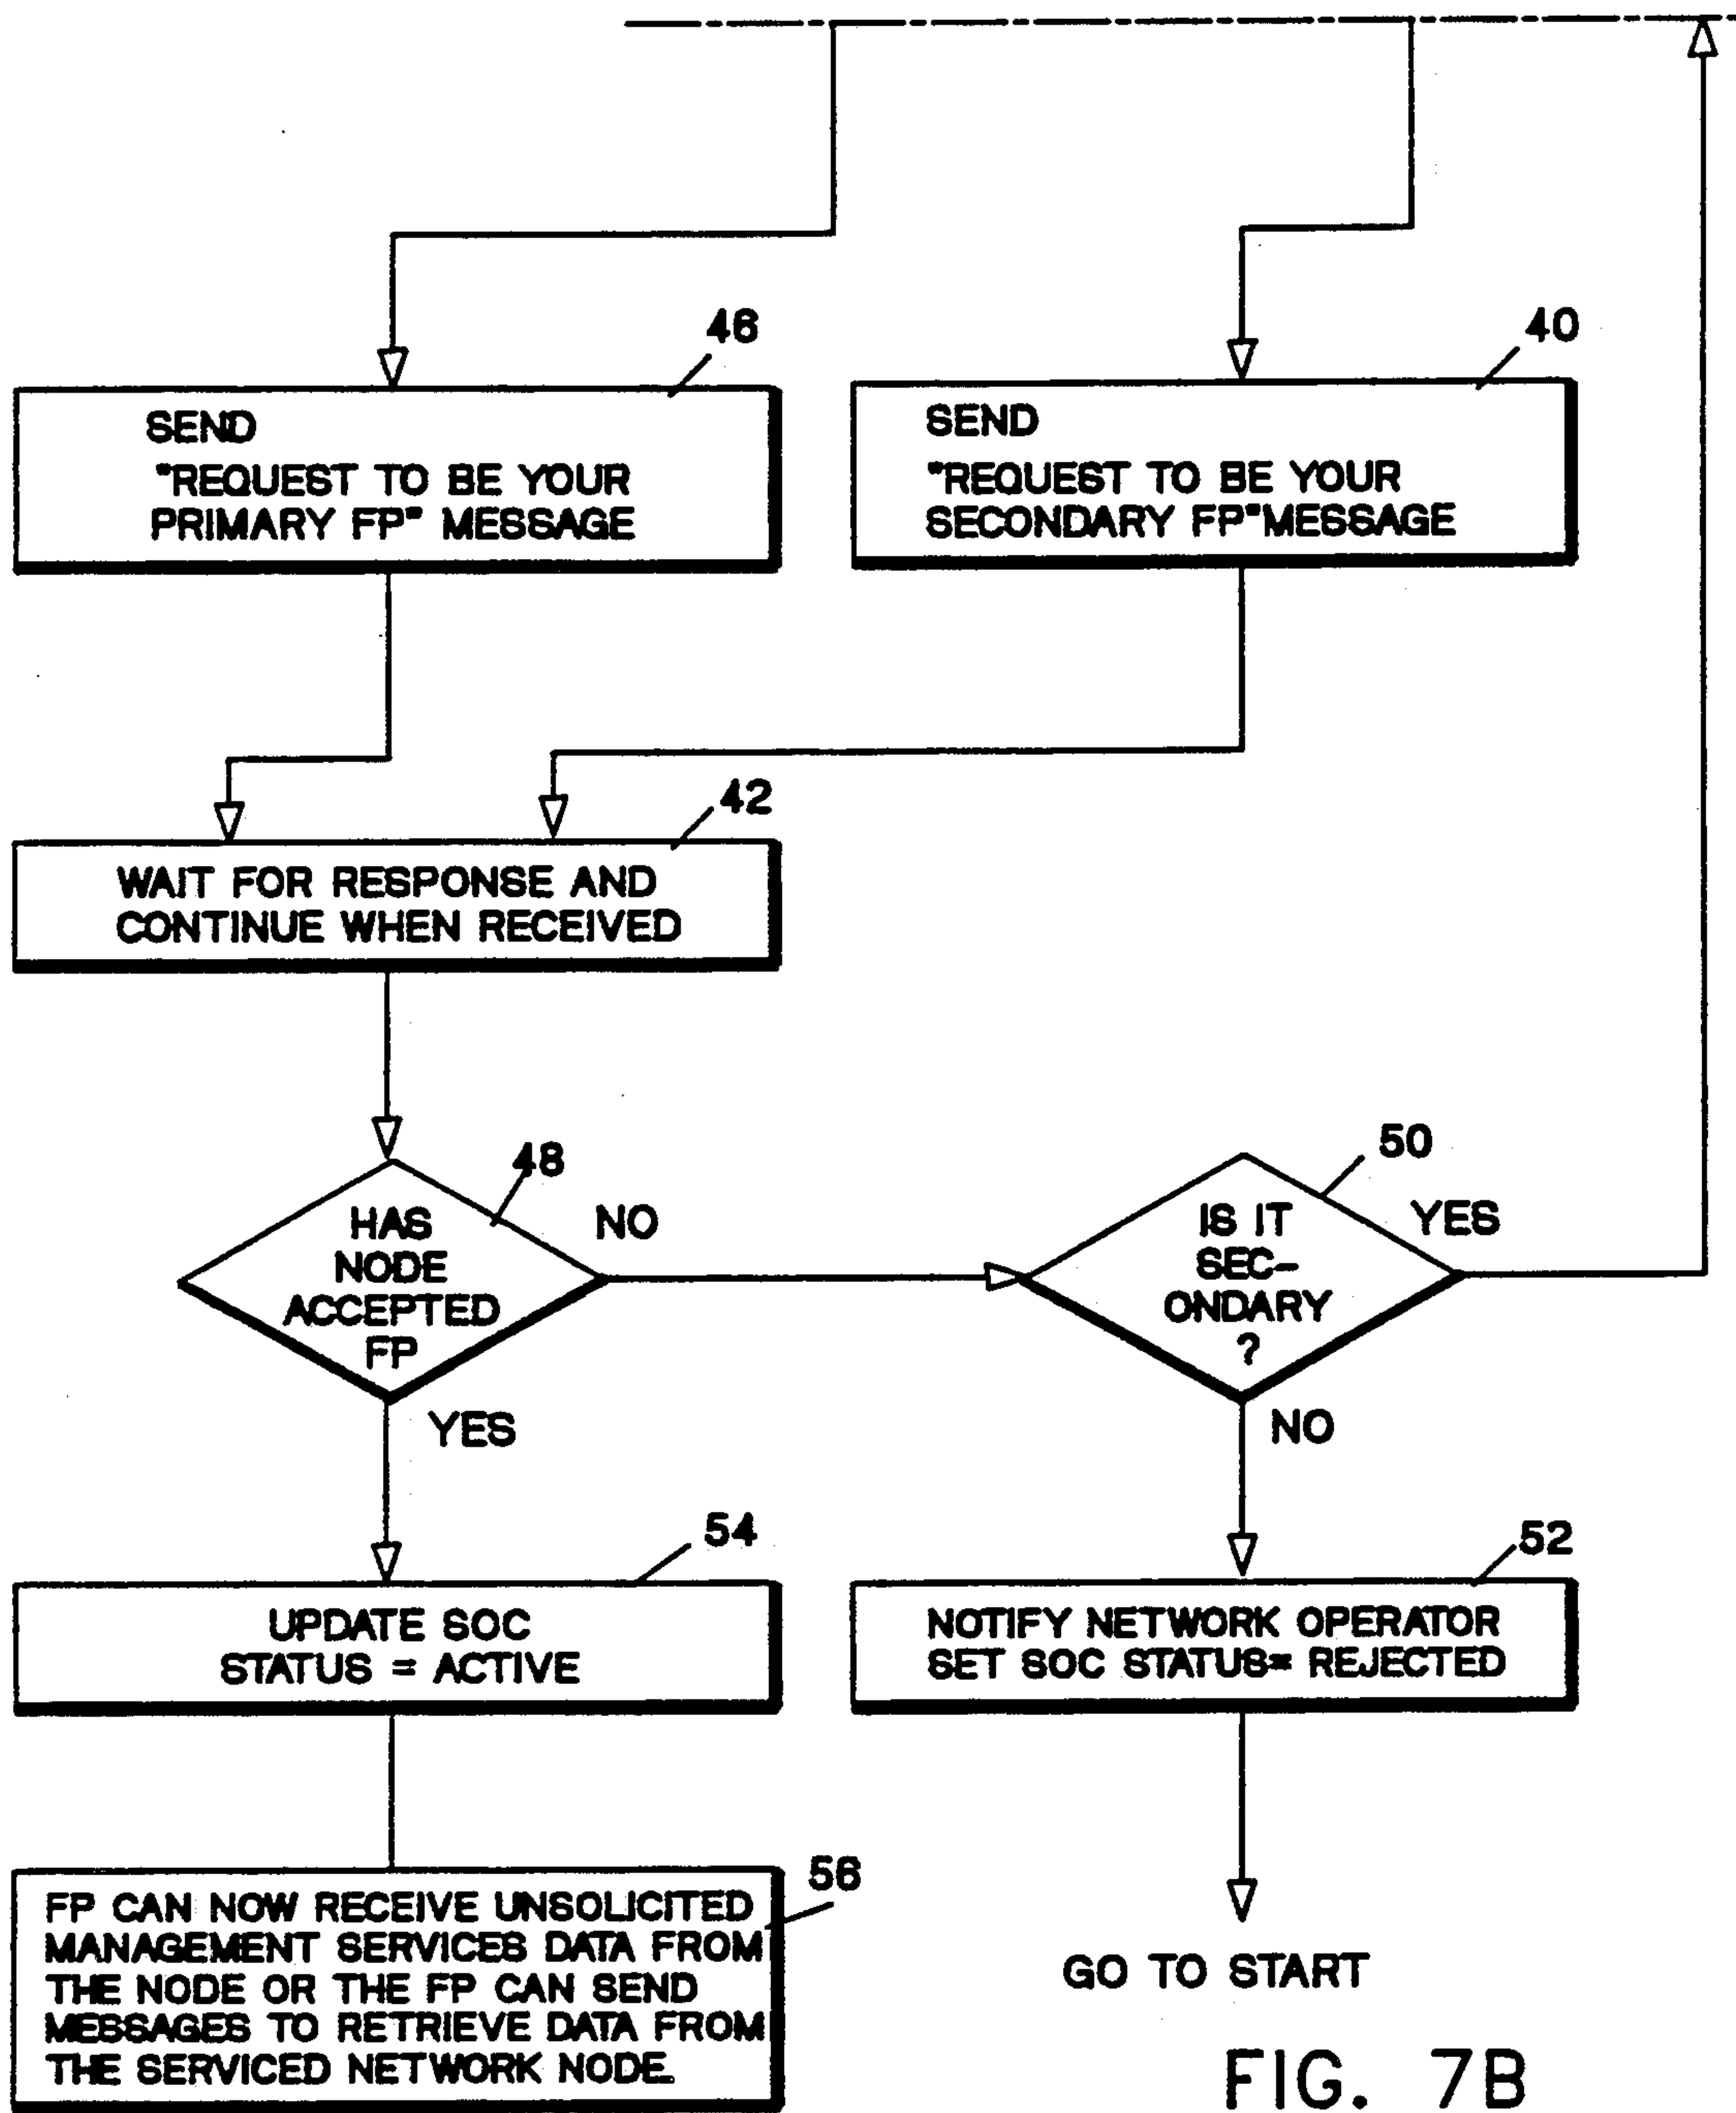 46
SEND
"REQUEST TO BE YOUR
PRIMARY FP" MESSAGE
40
SEND
"REQUEST TO BE YOUR
SECONDARY FP"MESSAGE
42
WAIT FOR RESPONSE AND
CONTINUE WHEN RECEIVED
48
HAS
NODE
ACCEPTED
FP
NO
YES
50
IS IT
SEC-
ONDARY
?
YES
NO
54
UPDATE SOC
STATUS = ACTIVE
52
NOTIFY NETWORK OPERATOR
SET SOC STATUS= REJECTED
56
FP CAN NOW RECEIVE UNSOLICITED
MANAGEMENT SERVICES DATA FROM
THE NODE OR THE FP CAN SEND
MESSAGES TO RETRIEVE DATA FROM
THE SERVICED NETWORK NODE.
GO TO START
FIG. 7B